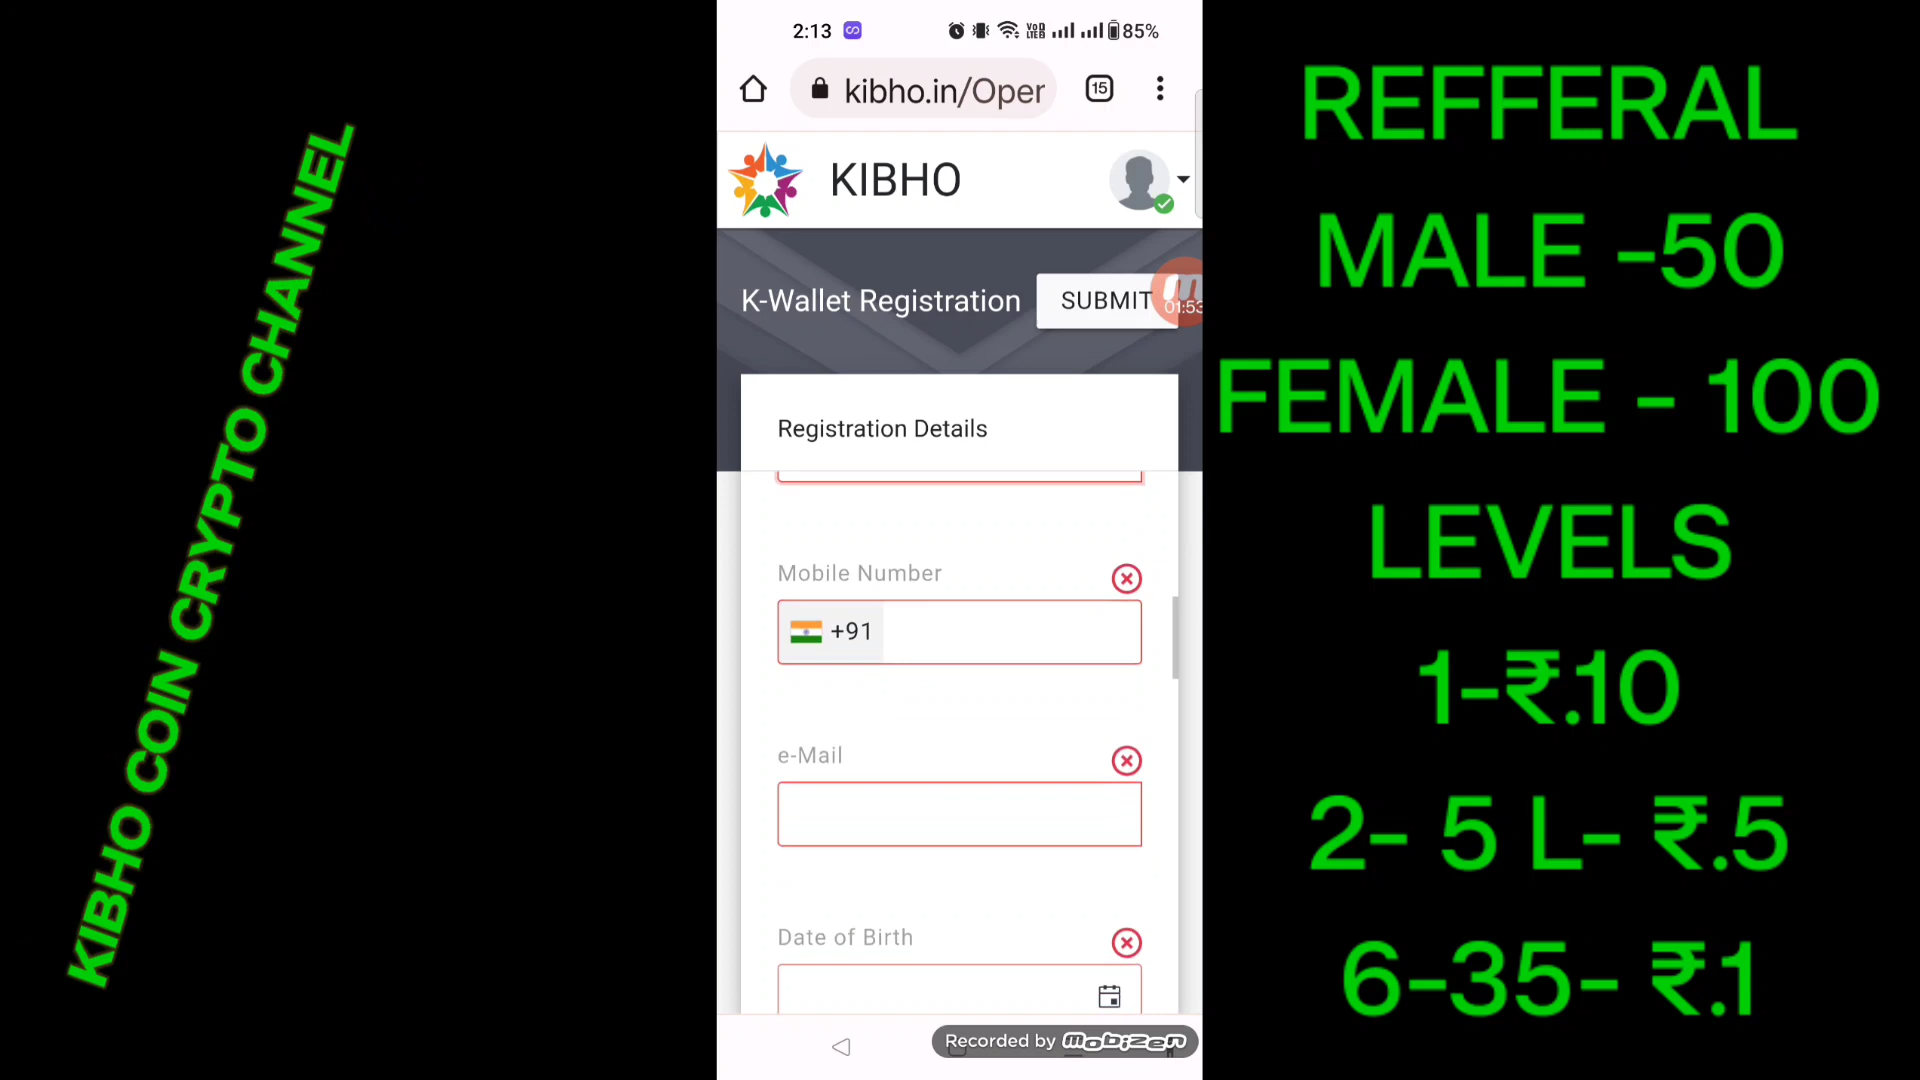 KIBHO COIN CRYPTO CHANNEL
2:13
85%
kibho.in/Oper
15
KIBHO
K-Wallet Registration
SUBMIT
01:53
Registration Details
Mobile Number
+91
e-Mail
Date of Birth
Recorded by Mobizen
REFFERAL
MALE -50
FEMALE - 100
LEVELS
1-₹.10
2- 5 L- ₹.5
6-35- ₹.1